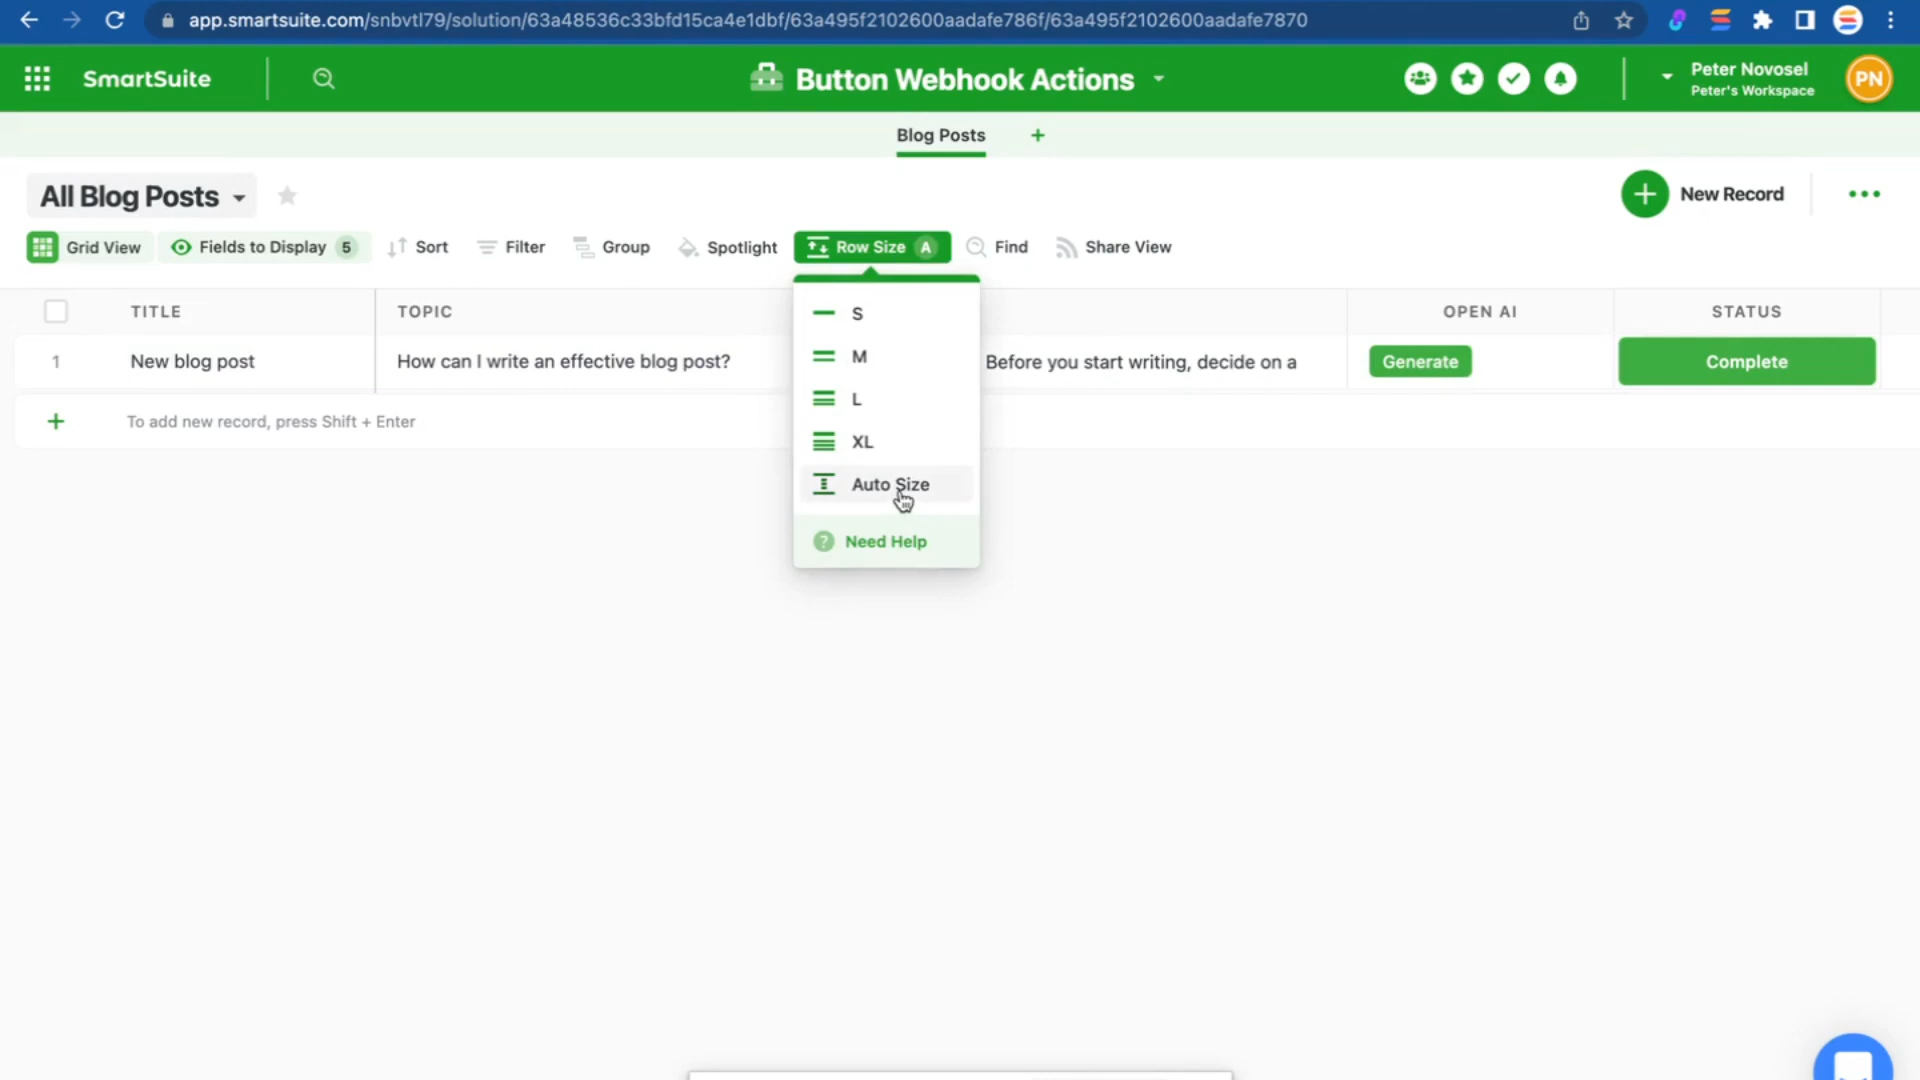 app.smartsuite.com/snbvtl79/solution/63a48536c33bfd15ca4e1dbf/63a495f2102600aadafe786f/63a495f2102600aadafe7870
SmartSuite
Button Webhook Actions
Peter Novosel
Peter's Workspace
PN
Blog Posts
All Blog Posts
New Record
Grid View
Fields to Display 5
Sort
Filter
Group
Spotlight
Row Size A
Find
Share View
TITLE
TOPIC
OPEN AI
STATUS
1
New blog post
How can I write an effective blog post?
Before you start writing, decide on a
Generate
Complete
To add new record, press Shift + Enter
S
M
L
XL
Auto Size
? Need Help